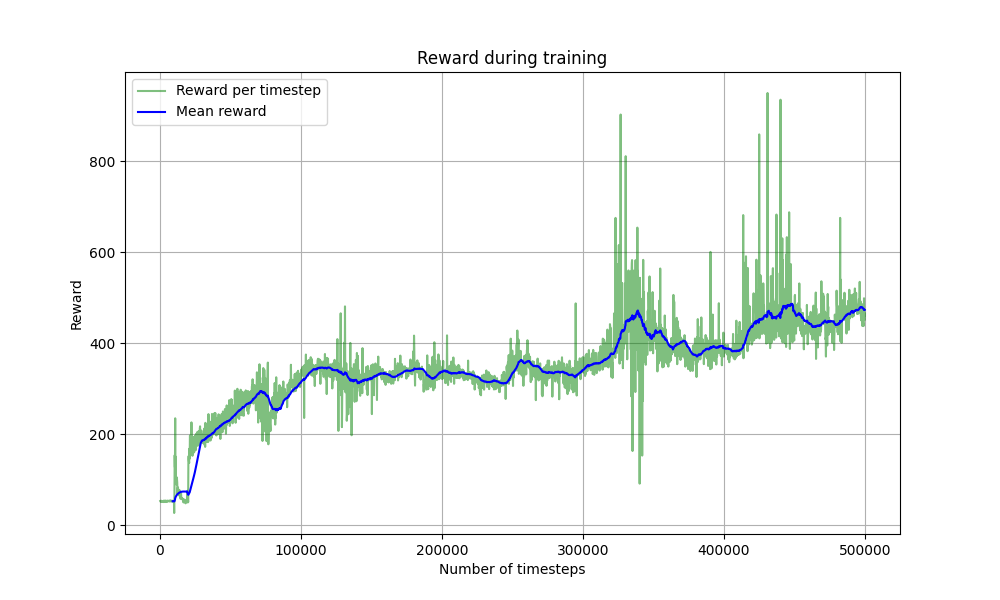 Reward during training
Reward per timestep
Mean reward
Reward
800
600
400
200
0
0 100000 200000 300000 400000 500000
Number of timesteps